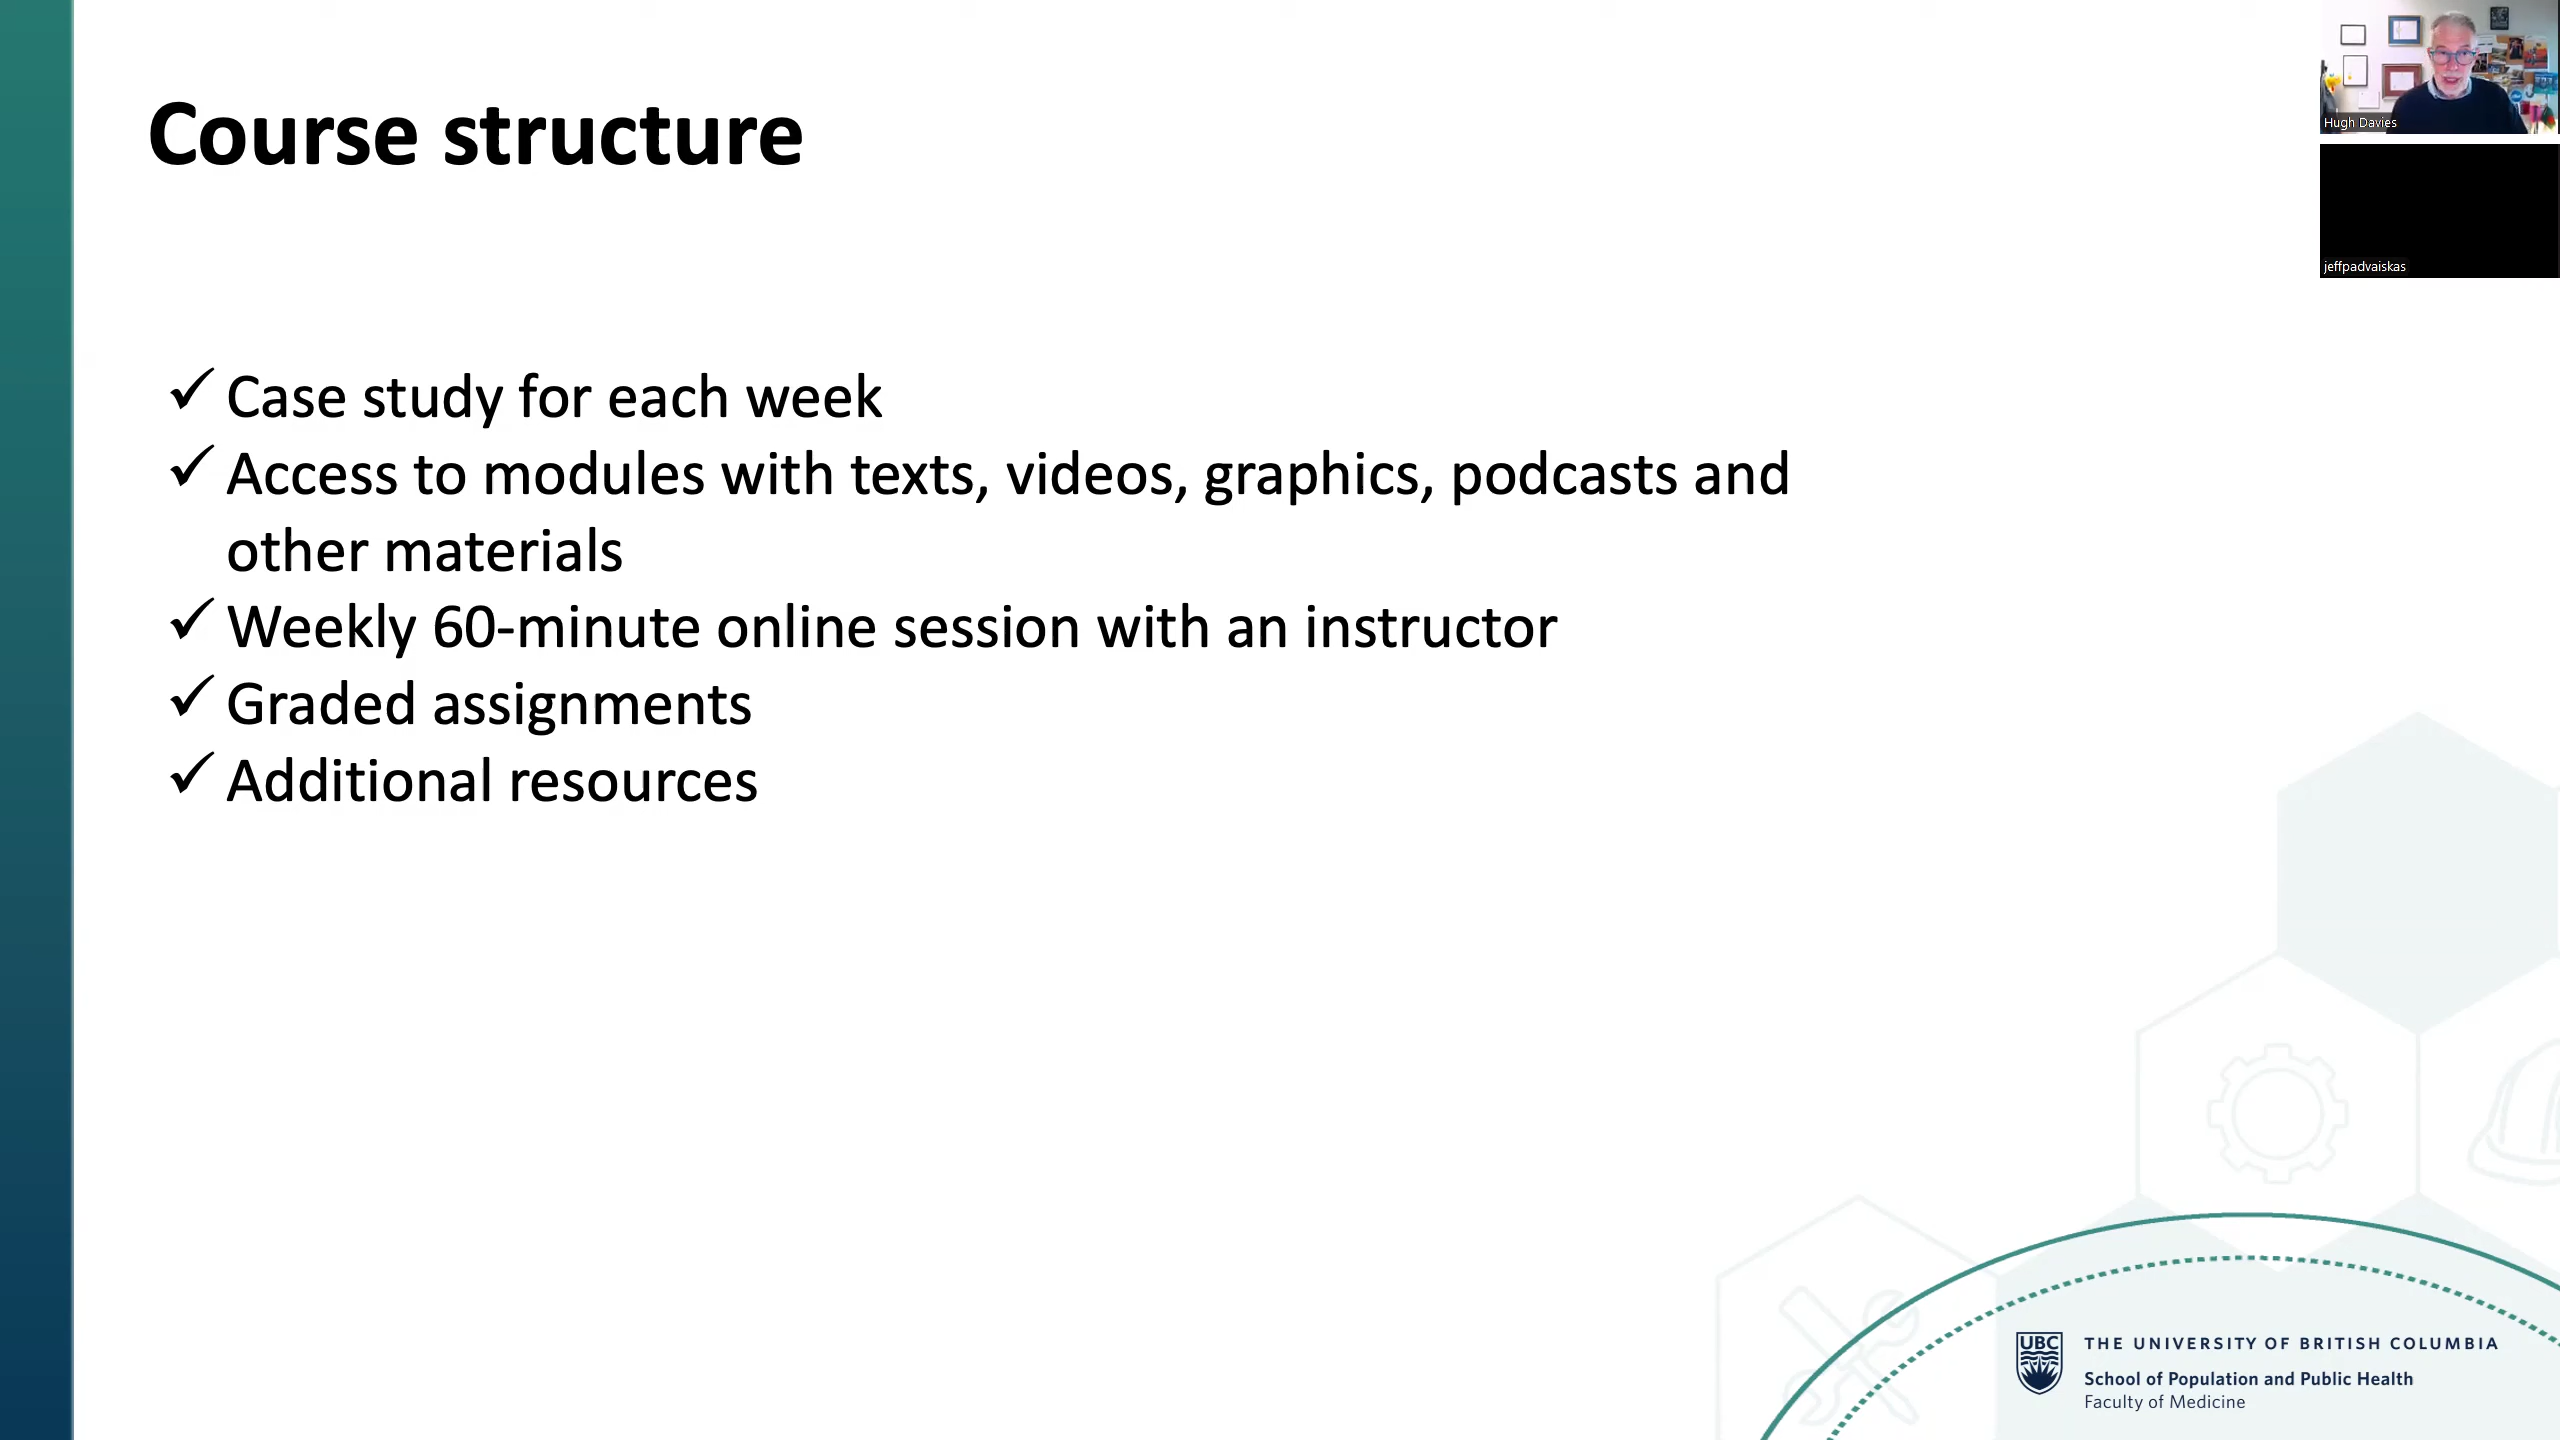 Course structure
Case study for each week
Access to modules with texts, videos, graphics, podcasts and
other materials
Weekly 60-minute online session with an instructor
Graded assignments
Additional resources
Hugh Davies
jeffpadvaiskas
UBC
THE UNIVERSITY OF BRITISH COLUMBIA
School of Population and Public Health
Faculty of Medicine